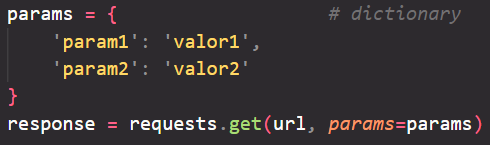 params = {                    # dictionary
    'param1': 'valor1',
    'param2': 'valor2'
}
response = requests.get(url, params=params)